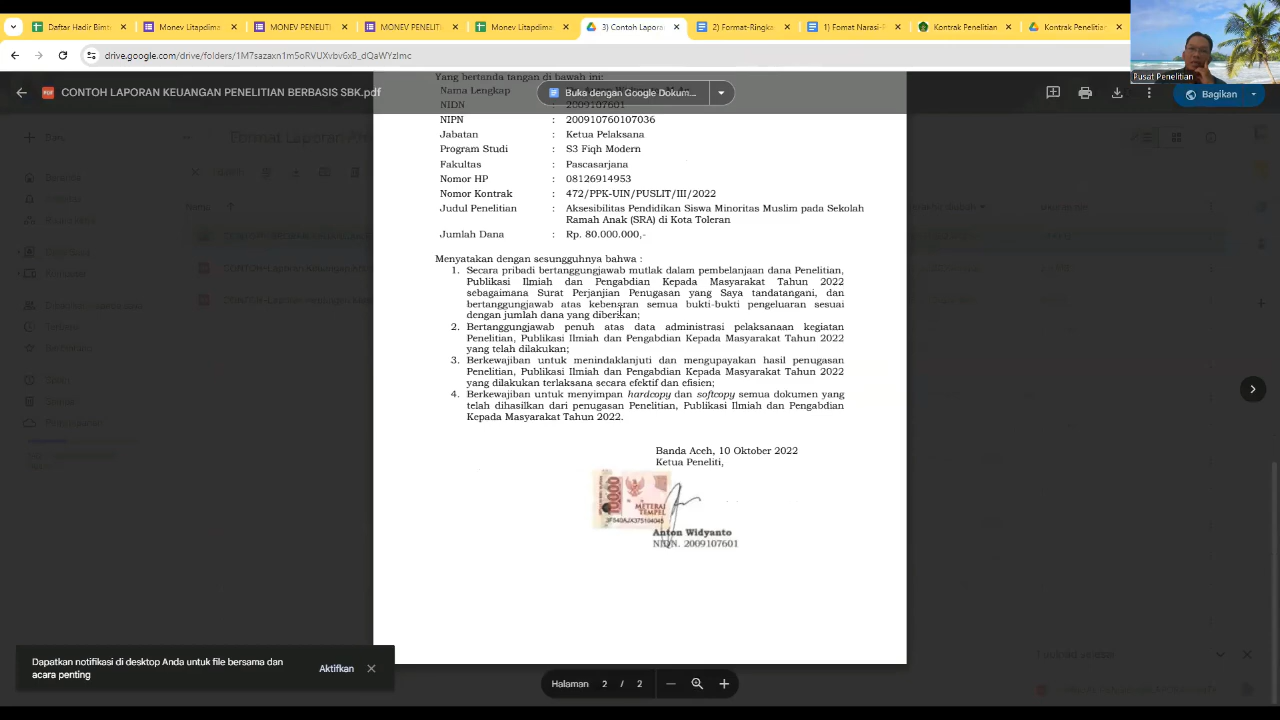 Daftar Hadir Bimt
Monev Litapdima
MONEV PENELITI
MONEV PENELITI
Monev Litapdima
3) Contoh Lapora
2) Format-Ringka
1) Fomat Narasi-F
Kontrak Penelitian
Kontrak Penelitian
drive.google.com/drive/folders/1M7sazaxn1m5oRVUXvbv6xB_dQaWYzImc
Pusat Penelitian
CONTOH LAPORAN KEUANGAN PENELITIAN BERBASIS SBK.pdf
Buka dengan Google Dokum...
Bagikan
Yang bertanda tangan di bawah ini:
Nama Lengkap
NIDN : 2009107601
NIPN : 200910760107036
Jabatan : Ketua Pelaksana
Program Studi : S3 Fiqh Modern
Fakultas : Pascasarjana
Nomor HP : 08126914953
Nomor Kontrak : 472/PPK-UIN/PUSLIT/III/2022
Judul Penelitian : Aksesibilitas Pendidikan Siswa Minoritas Muslim pada Sekolah
Ramah Anak (SRA) di Kota Toleran
Jumlah Dana : Rp. 80.000.000,-
Menyatakan dengan sesungguhnya bahwa :
1. Secara pribadi bertanggungjawab mutlak dalam pembelanjaan dana Penelitian,
Publikasi Ilmiah dan Pengabdian Kepada Masyarakat Tahun 2022
sebagaimana Surat Perjanjian Penugasan yang Saya tandatangani, dan
bertanggungjawab atas kebenaran semua bukti-bukti pengeluaran sesuai
dengan jumlah dana yang diberikan;
2. Bertanggungjawab penuh atas data administrasi pelaksanaan kegiatan
Penelitian, Publikasi Ilmiah dan Pengabdian Kepada Masyarakat Tahun 2022
yang telah dilakukan;
3. Berkewajiban untuk menindaklanjuti dan mengupayakan hasil penugasan
Penelitian, Publikasi Ilmiah dan Pengabdian Kepada Masyarakat Tahun 2022
yang dilakukan terlaksana secara efektif dan efisien;
4. Berkewajiban untuk menyimpan hardcopy dan softcopy semua dokumen yang
telah dihasilkan dari penugasan Penelitian, Publikasi Ilmiah dan Pengabdian
Kepada Masyarakat Tahun 2022.
Banda Aceh, 10 Oktober 2022
Ketua Peneliti,
10000
METERAI
TEMPEL
3F540AJX375104045
Anton Widyanto
NIDN. 2009107601
Dapatkan notifikasi di desktop Anda untuk file bersama dan
acara penting
Aktifkan
Halaman 2 / 2